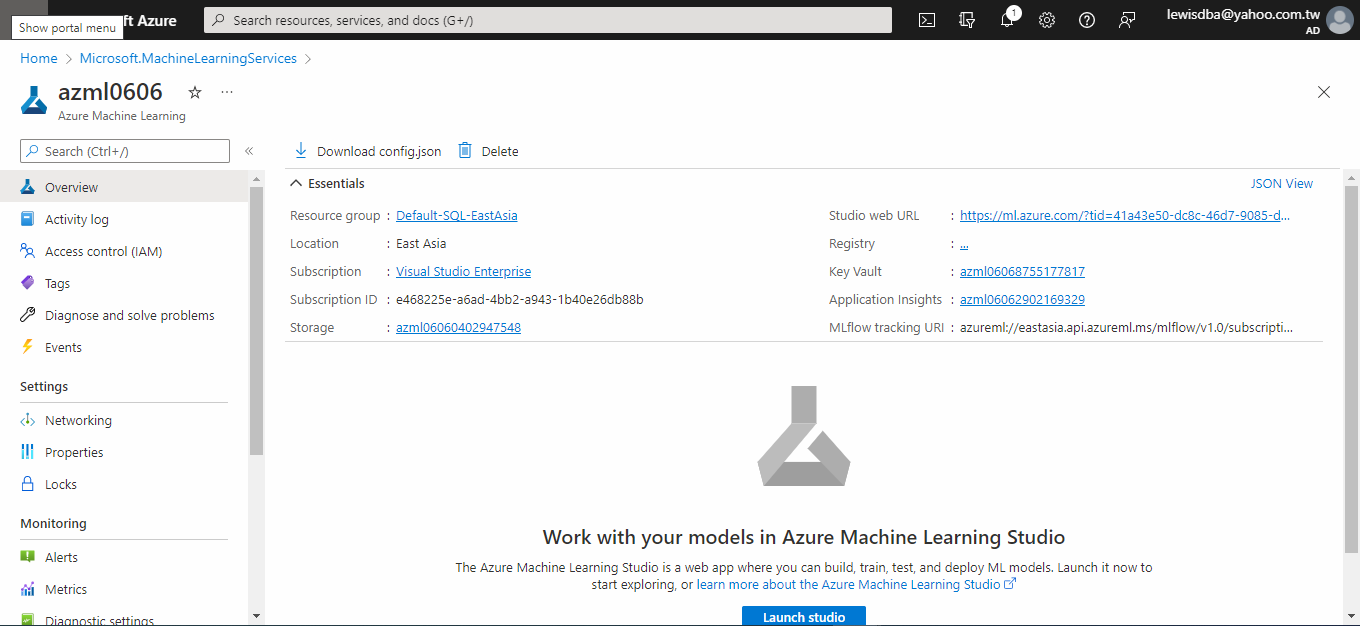 Show portal menu
ft Azure
Search resources, services, and docs (G+/)
1
lewisdba@yahoo.com.tw
AD
Home > Microsoft.MachineLearningServices >
azml0606
Azure Machine Learning
Search (Ctrl+/)
Download config.json
Delete
Overview
Activity log
Access control (IAM)
Tags
Diagnose and solve problems
Events
Settings
Networking
Properties
Locks
Monitoring
Alerts
Metrics
Diagnostic settings
Essentials
JSON View
Resource group : Default-SQL-EastAsia
Location : East Asia
Subscription : Visual Studio Enterprise
Subscription ID : e468225e-a6ad-4bb2-a943-1b40e26db88b
Storage : azml06060402947548
Studio web URL : https://ml.azure.com/?tid=41a43e50-dc8c-46d7-9085-d...
Registry : ...
Key Vault : azml06068755177817
Application Insights : azml06062902169329
MLflow tracking URI : azureml://eastasia.api.azureml.ms/mlflow/v1.0/subscripti...
Work with your models in Azure Machine Learning Studio
The Azure Machine Learning Studio is a web app where you can build, train, test, and deploy ML models. Launch it now to
start exploring, or learn more about the Azure Machine Learning Studio
Launch studio